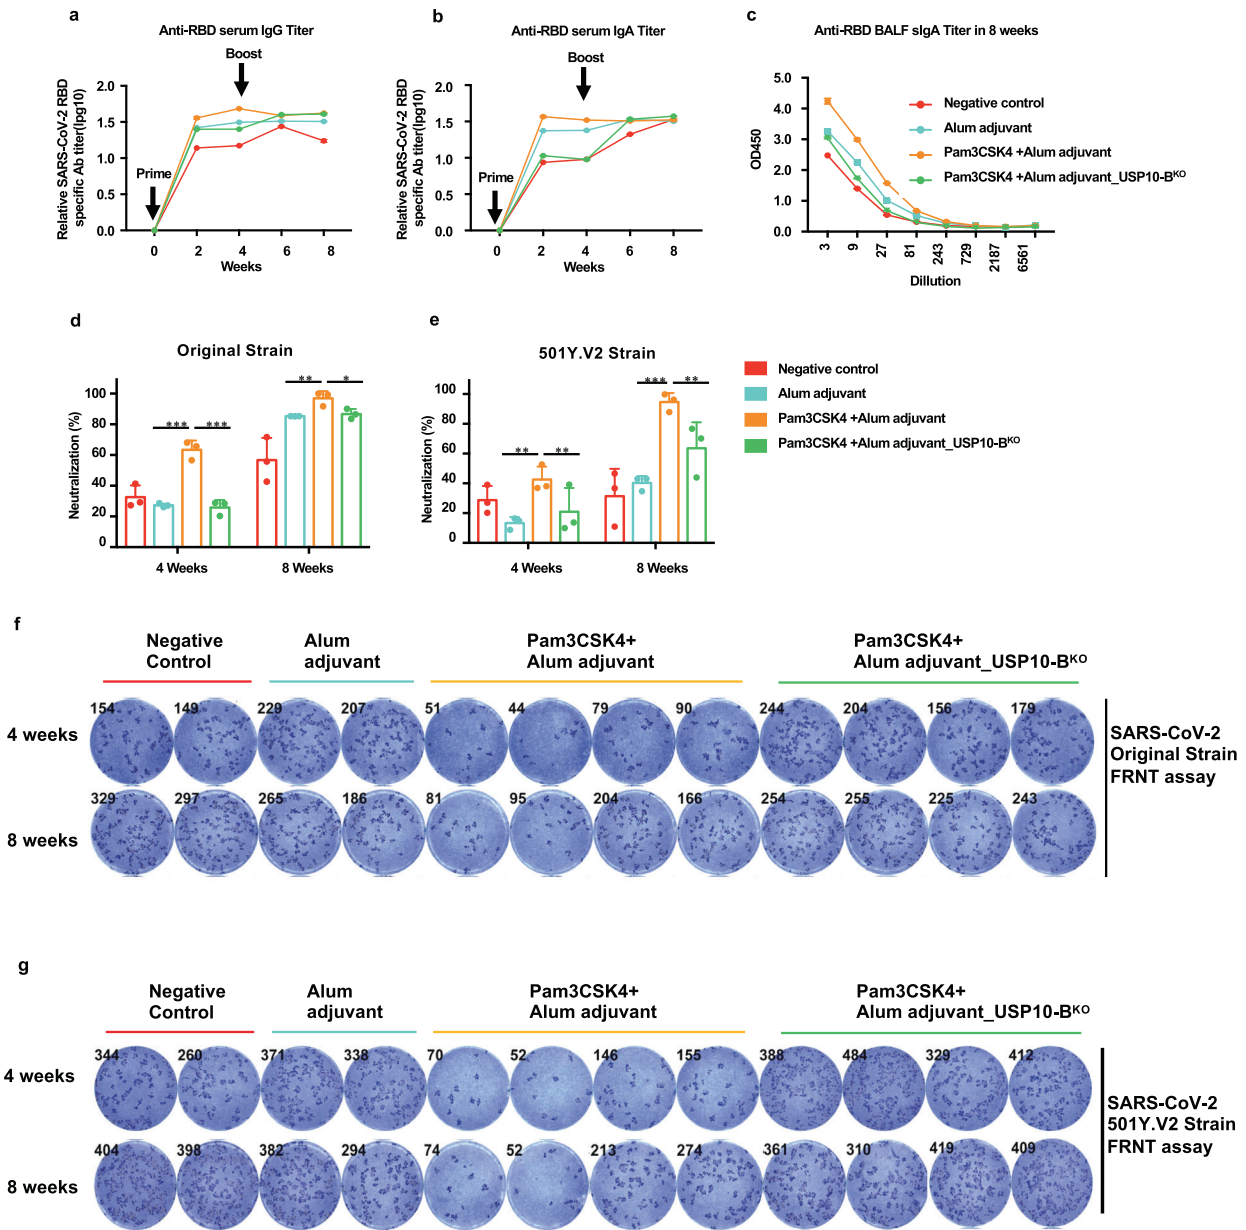 a
Anti-RBD serum IgG Titer
Boost
Relative SARS-CoV-2 RBD
specific Ab titer(lpg10)
2.0
1.5
1.0
0.5
0.0
Prime
0
2
4
6
8
Weeks
b
Anti-RBD serum IgA Titer
Boost
Relative SARS-CoV-2 RBD
specific Ab titer(lpg10)
2.0
1.5
1.0
0.5
0.0
Prime
0
2
4
6
8
Weeks
c
Anti-RBD BALF sIgA Titer in 8 weeks
OD450
5.0
4.0
3.0
2.0
1.0
0.0
3
9
27
81
243
729
2187
6561
Dillution
Negative control
Alum adjuvant
Pam3CSK4 +Alum adjuvant
Pam3CSK4 +Alum adjuvant_USP10-BKO
d
Original Strain
Neutralization (%)
100
80
60
40
20
0
***
***
**
*
4 Weeks
8 Weeks
e
501Y.V2 Strain
Neutralization (%)
100
80
60
40
20
0
**
**
***
**
4 Weeks
8 Weeks
Negative control
Alum adjuvant
Pam3CSK4 +Alum adjuvant
Pam3CSK4 +Alum adjuvant_USP10-BKO
f
Negative
Control
Alum
adjuvant
Pam3CSK4+
Alum adjuvant
Pam3CSK4+
Alum adjuvant_USP10-BKO
4 weeks
154 149 229 207 51 44 79 90 244 204 156 179
8 weeks
329 297 265 186 81 95 204 166 254 255 225 243
SARS-CoV-2
Original Strain
FRNT assay
g
Negative
Control
Alum
adjuvant
Pam3CSK4+
Alum adjuvant
Pam3CSK4+
Alum adjuvant_USP10-BKO
4 weeks
344 260 371 338 70 52 146 155 388 484 329 412
8 weeks
404 398 382 294 74 52 213 274 361 310 419 409
SARS-CoV-2
501Y.V2 Strain
FRNT assay